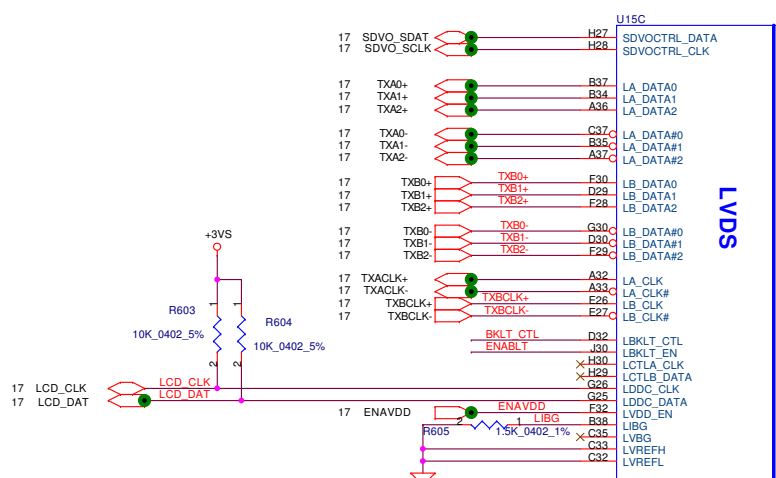 U15C
17 SDVO_SDAT H27 SDVOCTRL_DATA
17 SDVO_SCLK H28 SDVOCTRL_CLK
17 TXA0+ B37 LA_DATA0
17 TXA1+ B34 LA_DATA1
17 TXA2+ A36 LA_DATA2
17 TXA0- C37 LA_DATA#0
17 TXA1- B35 LA_DATA#1
17 TXA2- A37 LA_DATA#2
17 TXB0+ TXB0+ F30 LB_DATA0
17 TXB1+ TXB1+ D29 LB_DATA1
17 TXB2+ TXB2+ F28 LB_DATA2
LVDS
17 TXB0- TXB0- G30 LB_DATA#0
17 TXB1- TXB1- D30 LB_DATA#1
17 TXB2- TXB2- F29 LB_DATA#2
+3VS
17 TXACLK+ A32 LA_CLK
17 TXACLK- A33 LA_CLK#
17 TXBCLK+ TXBCLK+ E26 LB_CLK
17 TXBCLK- TXBCLK- E27 LB_CLK#
1 1
R603 R604
10K_0402_5% 10K_0402_5%
2 2
BKLT_CTL D32 LBKLT_CTL
ENABLT J30 LBKLT_EN
H30 LCTLA_CLK
H29 LCTLB_DATA
17 LCD_CLK LCD_CLK G26 LDDC_CLK
17 LCD_DAT LCD_DAT G25 LDDC_DATA
17 ENAVDD ENAVDD F32 LVDD_EN
2 1 LIBG B38 LIBG
R605 1.5K_0402_1% C35 LVBG
C33 LVREFH
C32 LVREFL